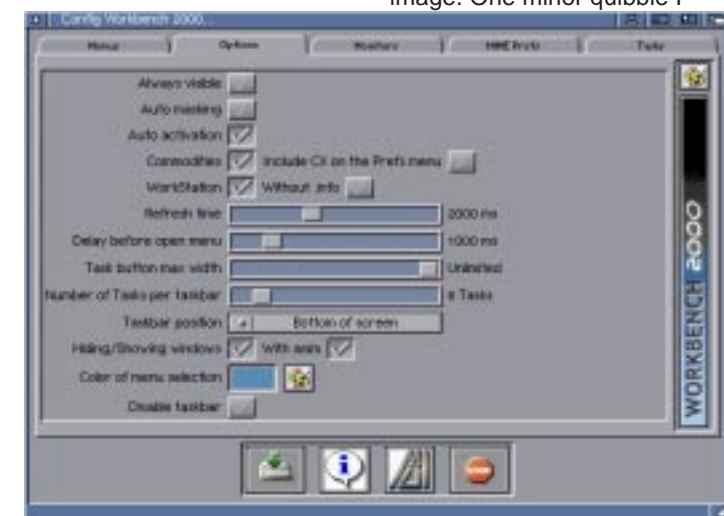 image. One minor quibble I
Config Workbench 2000...
Menus Options Monitors MIME Prefs Tasks
Always visible
Auto masking
Auto activation
Commodities Include CX on the Prefs menu
WorkStation Without .info
Refresh time 2000 ms
Delay before open menu 1000 ms
Task button max width Unlimited
Number of Tasks per taskbar 8 Tasks
Taskbar position Bottom of screen
Hiding/Showing windows With anim
Color of menu selection
Disable taskbar
WORKBENCH 2000